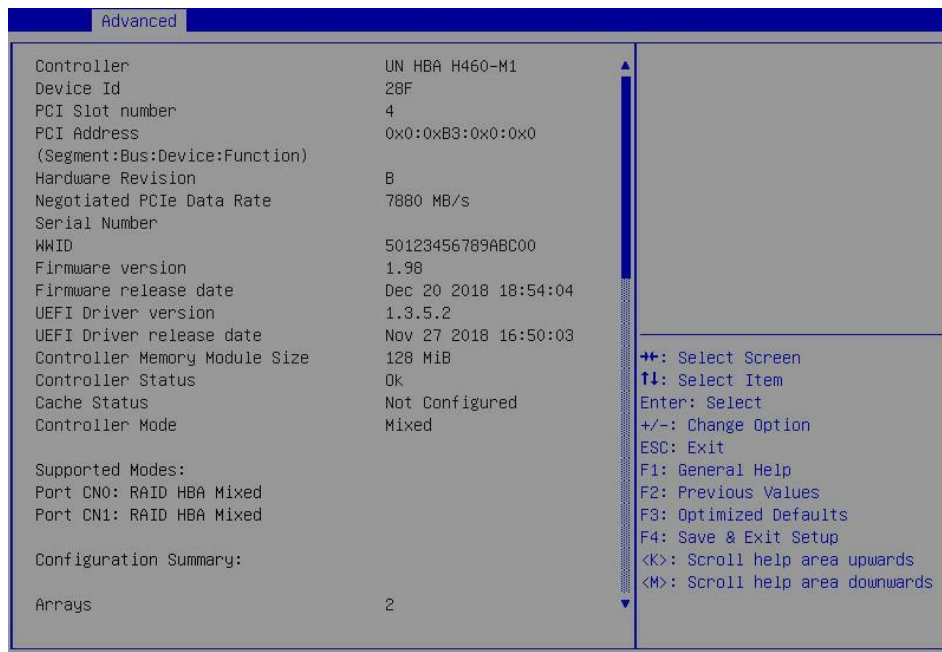 Advanced
Controller UN HBA H460-M1
Device Id 28F
PCI Slot number 4
PCI Address 0x0:0xB3:0x0:0x0
(Segment:Bus:Device:Function)
Hardware Revision B
Negotiated PCIe Data Rate 7880 MB/s
Serial Number
WWID 50123456789ABC00
Firmware version 1.98
Firmware release date Dec 20 2018 18:54:04
UEFI Driver version 1.3.5.2
UEFI Driver release date Nov 27 2018 16:50:03
Controller Memory Module Size 128 MiB
Controller Status Ok
Cache Status Not Configured
Controller Mode Mixed
Supported Modes:
Port CN0: RAID HBA Mixed
Port CN1: RAID HBA Mixed
Configuration Summary:
Arrays 2
→←: Select Screen
↑↓: Select Item
Enter: Select
+/-: Change Option
ESC: Exit
F1: General Help
F2: Previous Values
F3: Optimized Defaults
F4: Save & Exit Setup
<K>: Scroll help area upwards
<M>: Scroll help area downwards